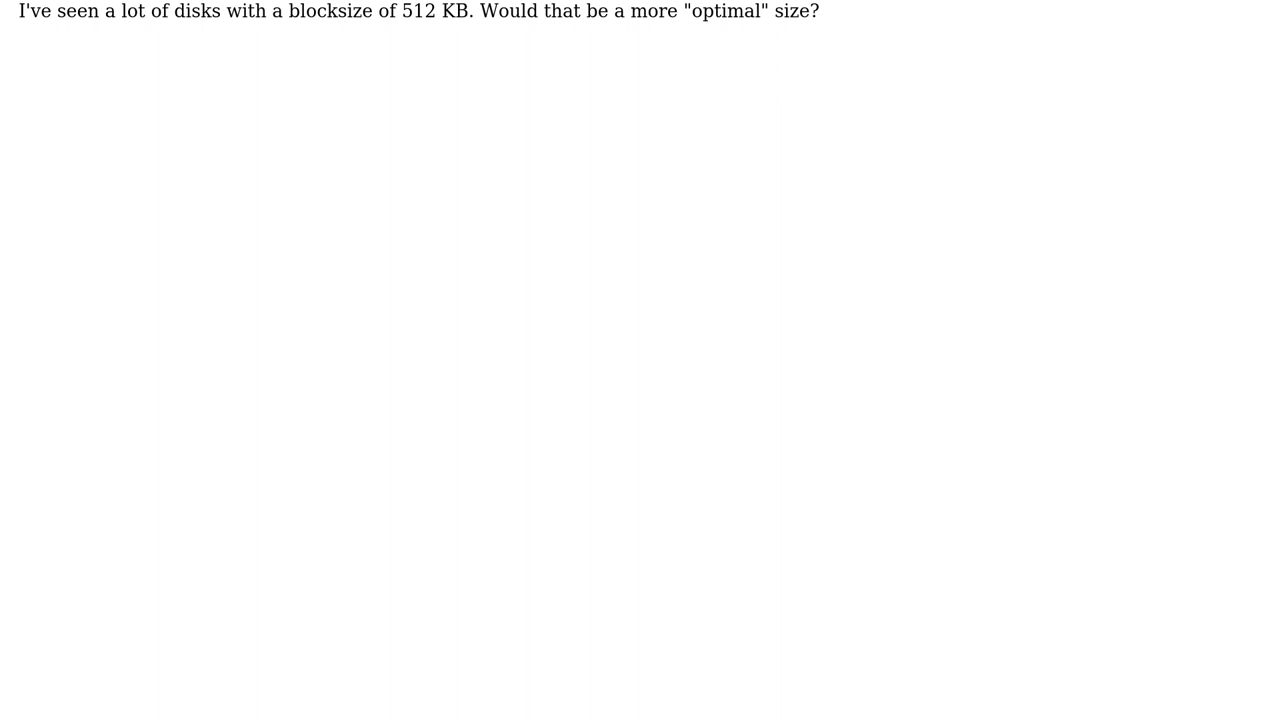 I've seen a lot of disks with a blocksize of 512 KB. Would that be a more "optimal" size?